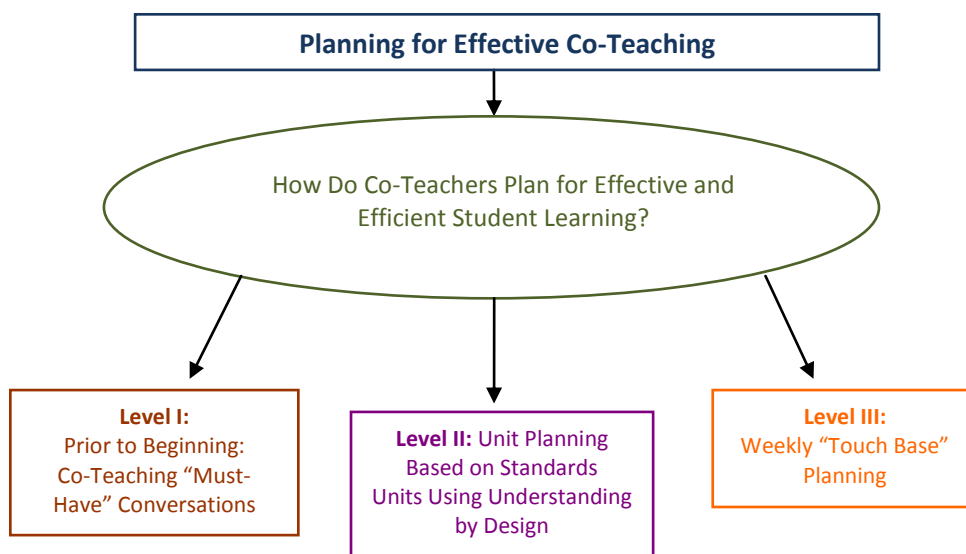 Planning for Effective Co-Teaching
How Do Co-Teachers Plan for Effective and
Efficient Student Learning?
Level I:
Prior to Beginning:
Co-Teaching “Must-
Have” Conversations
Level II: Unit Planning
Based on Standards
Units Using Understanding
by Design
Level III:
Weekly “Touch Base”
Planning